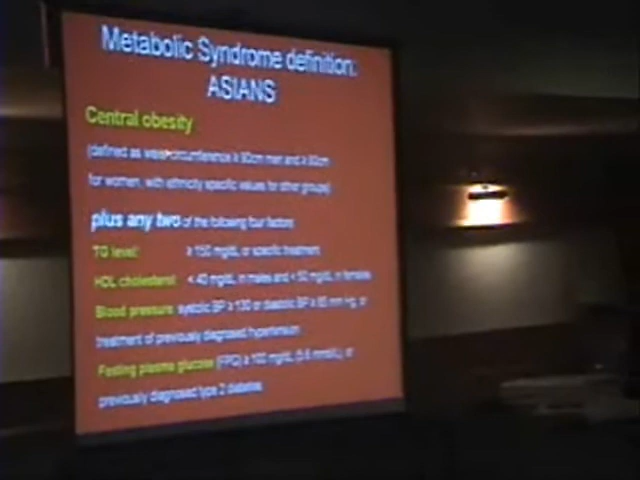 Metabolic Syndrome definition:
ASIANS
Central obesity
(defined as waist circumference ≥ 90cm men and ≥ 80cm
for women, with ethnicity specific values for other groups)
plus any two of the following four factors
TG level: ≥ 150 mg/dL or specific treatment
HDL cholesterol: < 40 mg/dL in males and < 50 mg/dL in females
Blood pressure: systolic BP ≥ 130 or diastolic BP ≥ 85 mm Hg, or
treatment of previously diagnosed hypertension
Fasting plasma glucose (FPG) ≥ 100 mg/dL (5.6 mmol/L), or
previously diagnosed type 2 diabetes